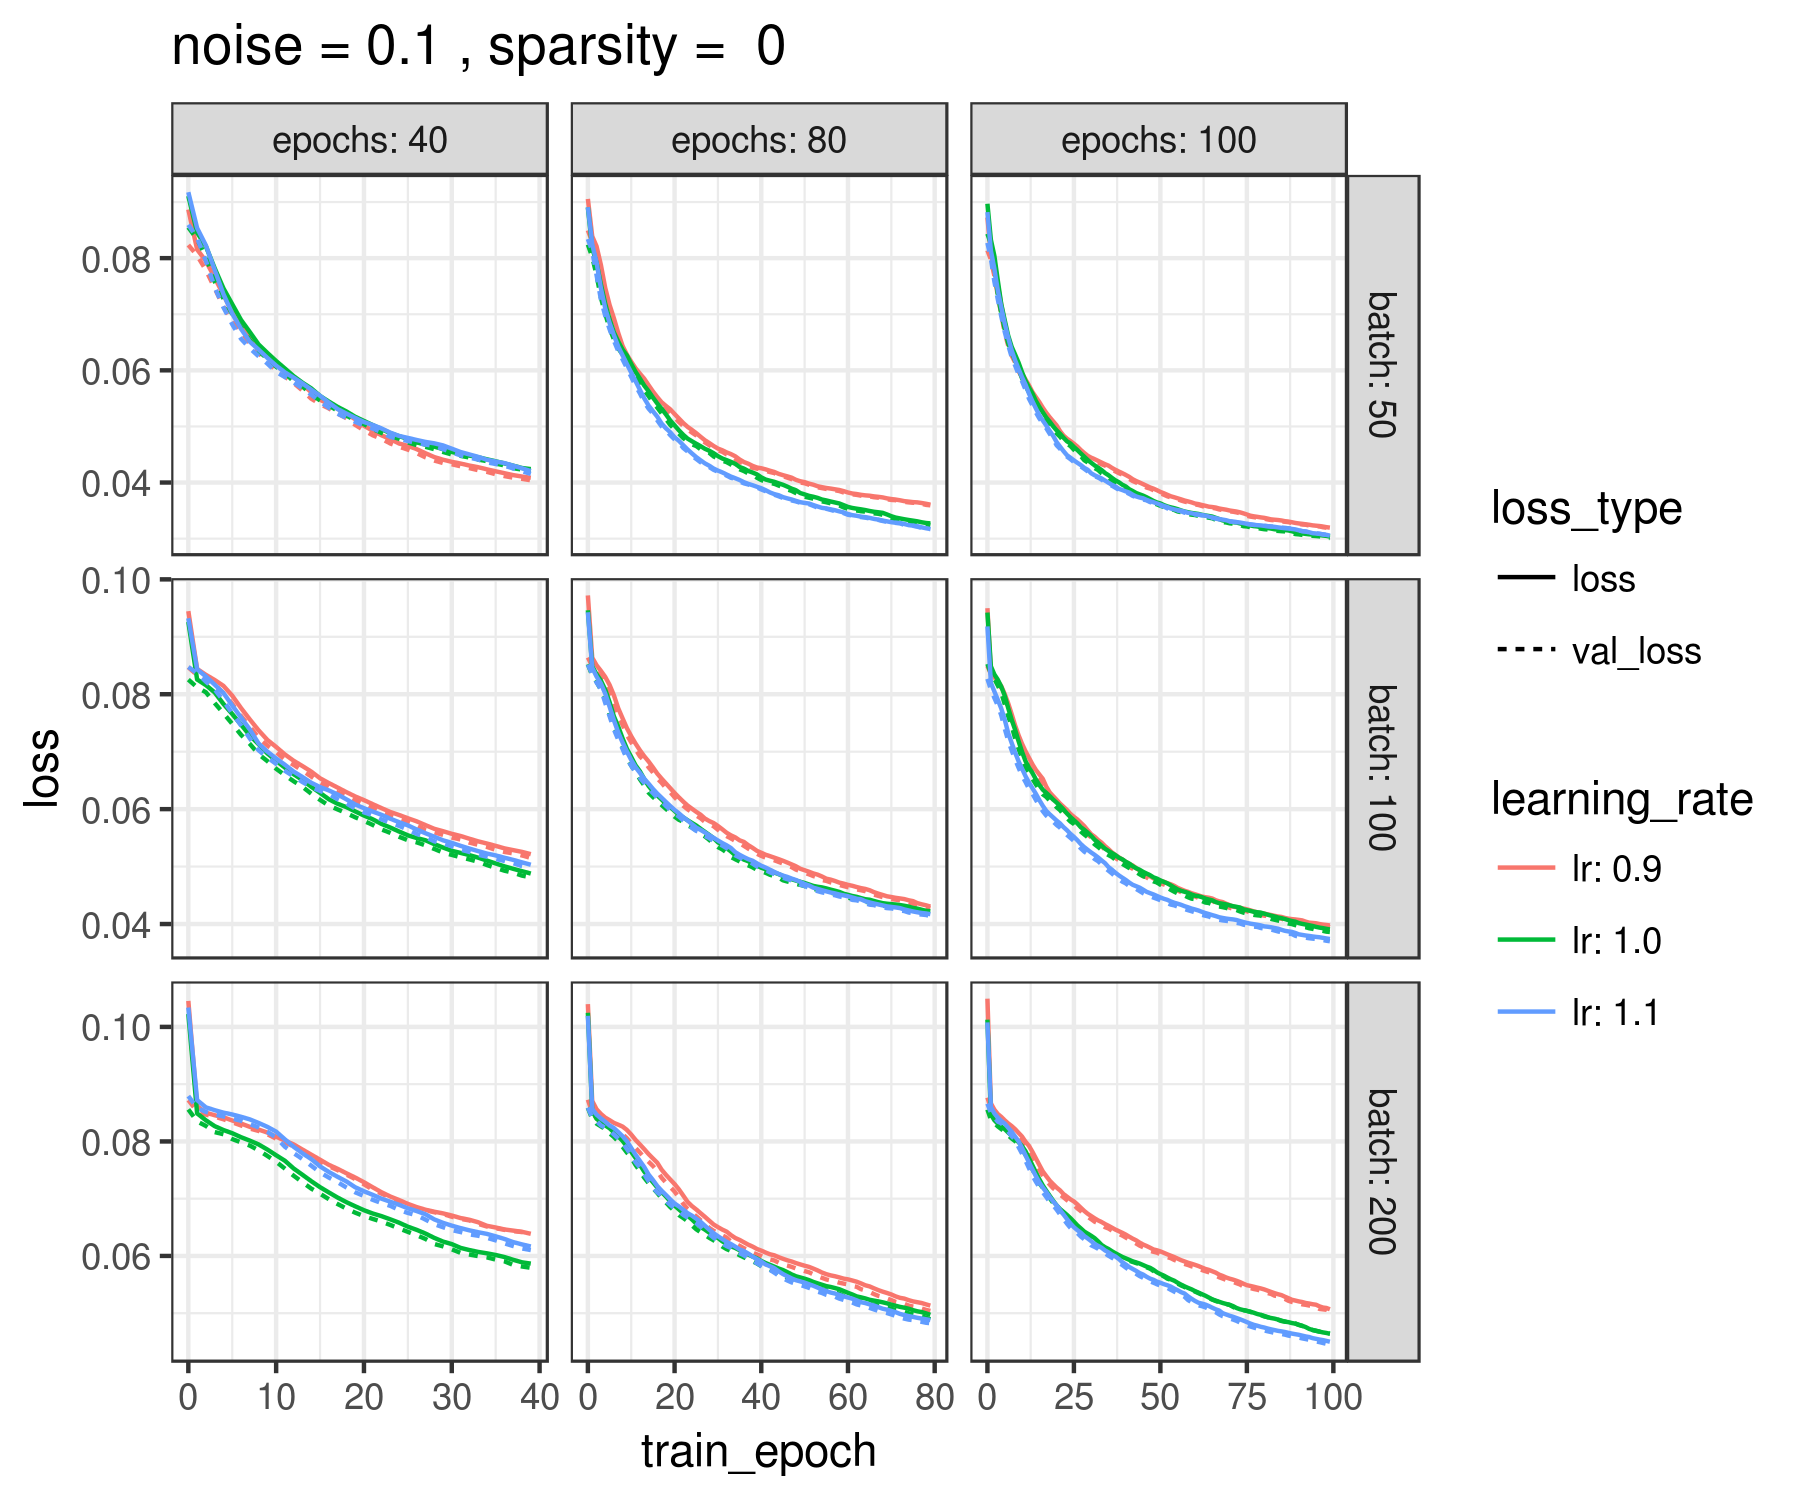 noise = 0.1 , sparsity =  0
epochs: 40
epochs: 80
epochs: 100
0.08
0.06
0.04
batch: 50
0.10
0.08
0.06
0.04
batch: 100
0.10
0.08
0.06
batch: 200
0 10 20 30 40
0 20 40 60 80
0 25 50 75 100
train_epoch
loss
loss_type
loss
val_loss
learning_rate
lr: 0.9
lr: 1.0
lr: 1.1